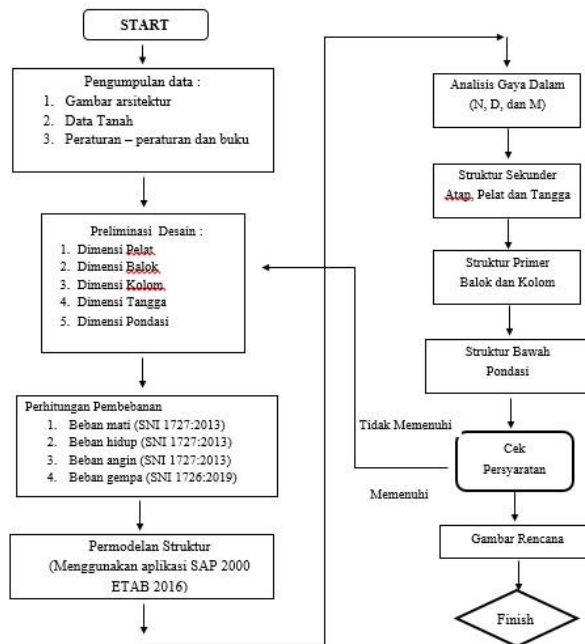 START
Pengumpulan data :
1. Gambar arsitektur
2. Data Tanah
3. Peraturan – peraturan dan buku
Preliminasi Desain :
1. Dimensi Pelat
2. Dimensi Balok
3. Dimensi Kolom
4. Dimensi Tangga
5. Dimensi Pondasi
Perhitungan Pembebanan
1. Beban mati (SNI 1727:2013)
2. Beban hidup (SNI 1727:2013)
3. Beban angin (SNI 1727:2013)
4. Beban gempa (SNI 1726:2019)
Permodelan Struktur
(Menggunakan aplikasi SAP 2000
ETAB 2016)
Analisis Gaya Dalam
(N, D, dan M)
Struktur Sekunder
Atap, Pelat dan Tangga
Struktur Primer
Balok dan Kolom
Struktur Bawah
Pondasi
Tidak Memenuhi
Cek
Persyaratan
Memenuhi
Gambar Rencana
Finish